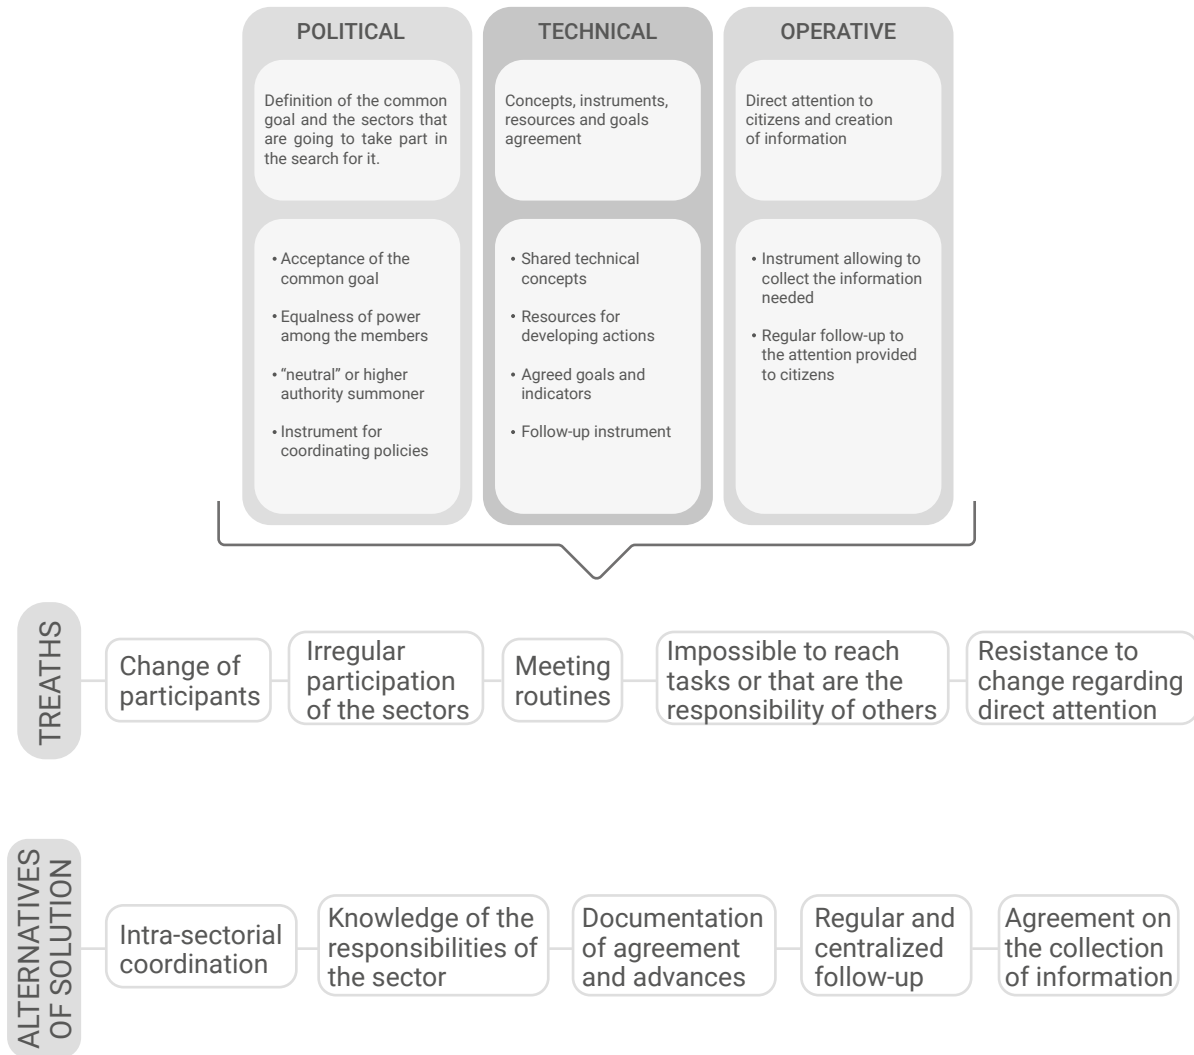 POLITICAL
Definition of the common
goal and the sectors that
are going to take part in
the search for it.
• Acceptance of the
common goal
• Equalness of power
among the members
• “neutral” or higher
authority summoner
• Instrument for
coordinating policies
TECHNICAL
Concepts, instruments,
resources and goals
agreement
• Shared technical
concepts
• Resources for
developing actions
• Agreed goals and
indicators
• Follow-up instrument
OPERATIVE
Direct attention to
citizens and creation
of information
• Instrument allowing to
collect the information
needed
• Regular follow-up to
the attention provided
to citizens
TREATHS
Change of
participants
Irregular
participation
of the sectors
Meeting
routines
Impossible to reach
tasks or that are the
responsibility of others
Resistance to
change regarding
direct attention
ALTERNATIVES
OF SOLUTION
Intra-sectorial
coordination
Knowledge of the
responsibilities of
the sector
Documentation
of agreement
and advances
Regular and
centralized
follow-up
Agreement on
the collection
of information